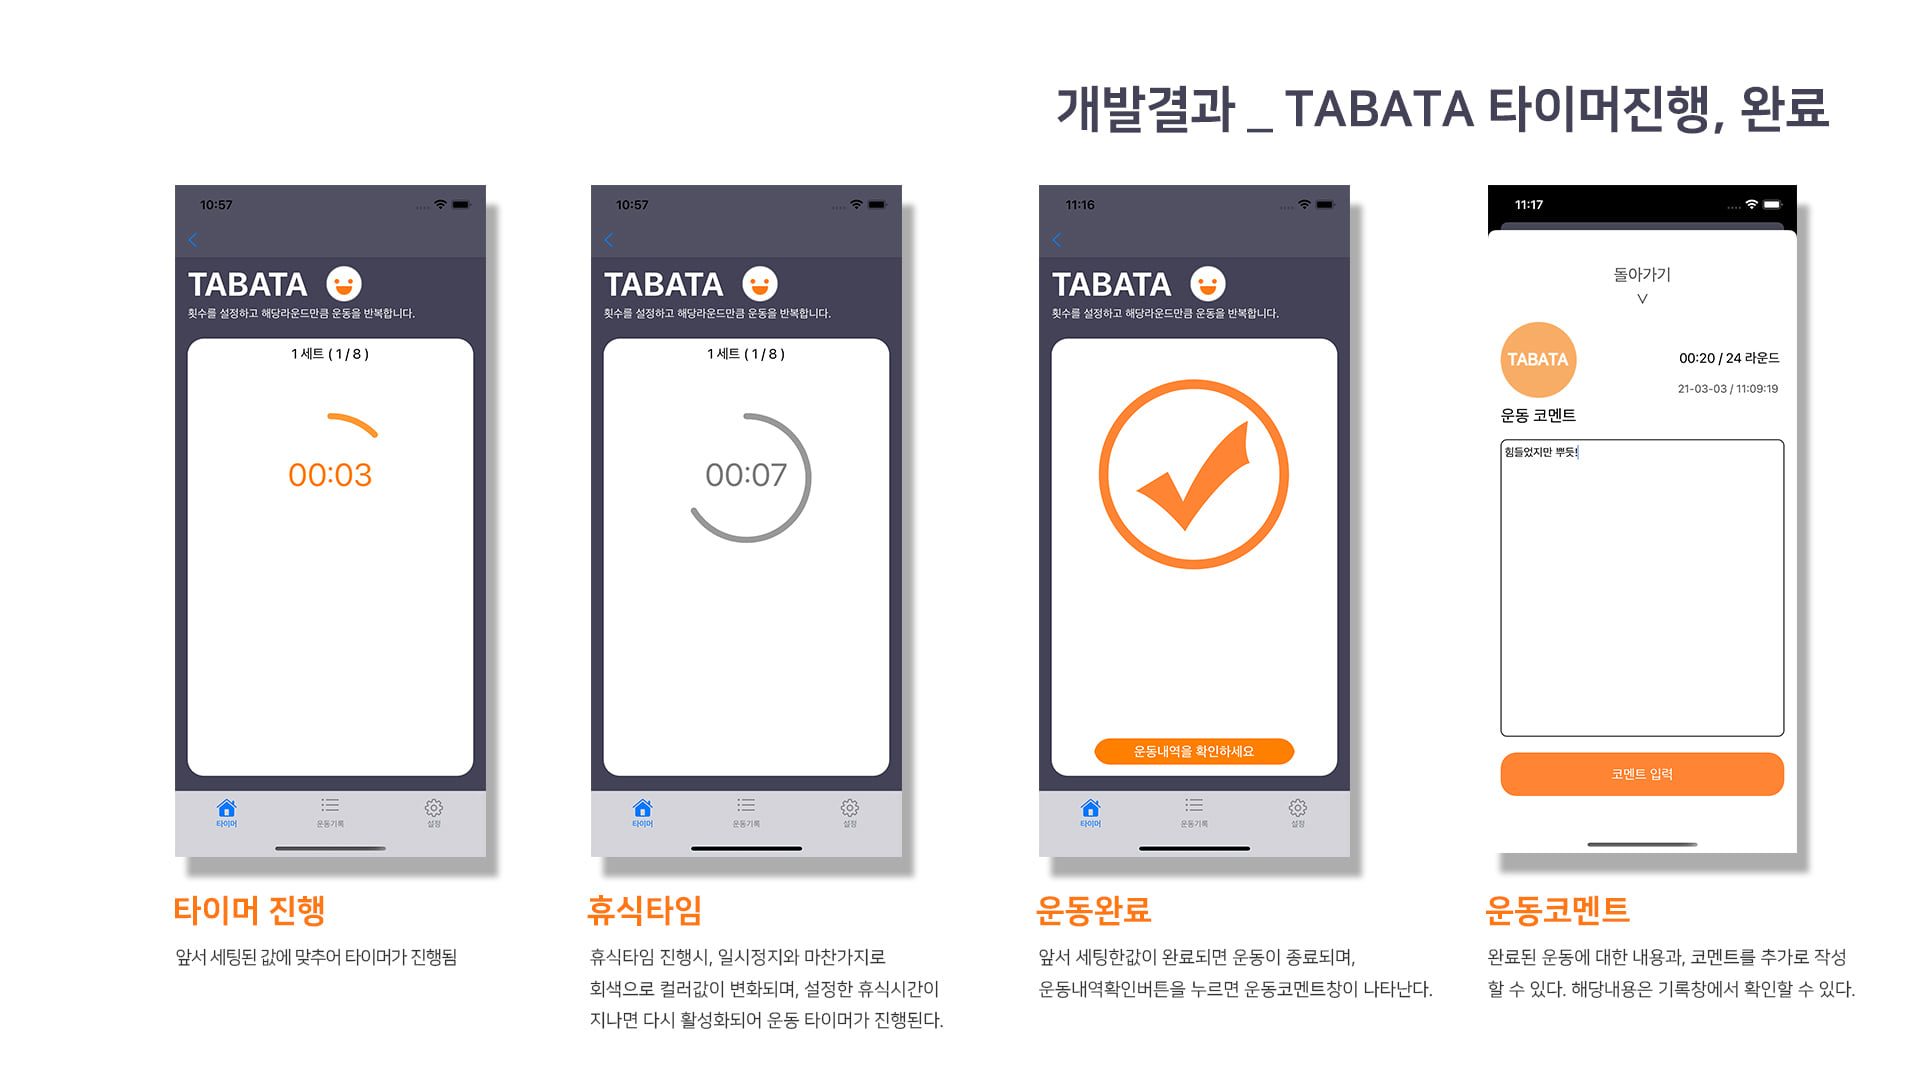 개발결과 _ TABATA 타이머진행, 완료
10:57
TABATA
횟수를 설정하고 해당라운드만큼 운동을 반복합니다.
1 세트 ( 1 / 8 )
00:03
타이머
운동기록
설정
타이머 진행
앞서 세팅된 값에 맞추어 타이머가 진행됨
10:57
TABATA
횟수를 설정하고 해당라운드만큼 운동을 반복합니다.
1 세트 ( 1 / 8 )
00:07
타이머
운동기록
설정
휴식타임
휴식타임 진행시, 일시정지와 마찬가지로
회색으로 컬러값이 변화되며, 설정한 휴식시간이
지나면 다시 활성화되어 운동 타이머가 진행된다.
11:16
TABATA
횟수를 설정하고 해당라운드만큼 운동을 반복합니다.
운동내역을 확인하세요
타이머
운동기록
설정
운동완료
앞서 세팅한값이 완료되면 운동이 종료되며,
운동내역확인버튼을 누르면 운동코멘트창이 나타난다.
11:17
돌아가기
TABATA
00:20 / 24 라운드
21-03-03 / 11:09:19
운동 코멘트
힘들었지만 뿌듯!
코멘트 입력
운동코멘트
완료된 운동에 대한 내용과, 코멘트를 추가로 작성
할 수 있다. 해당내용은 기록창에서 확인할 수 있다.